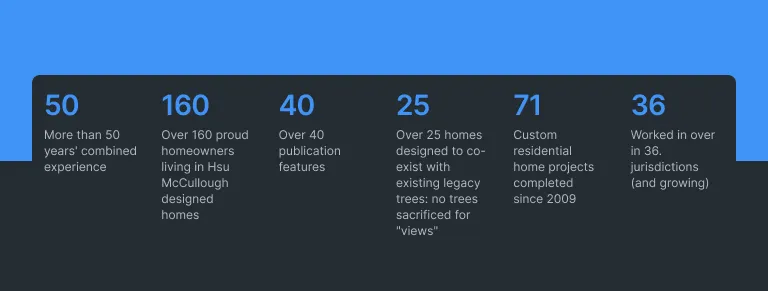 50
More than 50
years' combined
experience
160
Over 160 proud
homeowners
living in Hsu
McCullough
designed
homes
40
Over 40
publication
features
25
Over 25 homes
designed to co-
exist with
existing legacy
trees: no trees
sacrificed for
"views"
71
Custom
residential
home projects
completed
since 2009
36
Worked in over
in 36.
jurisdictions
(and growing)